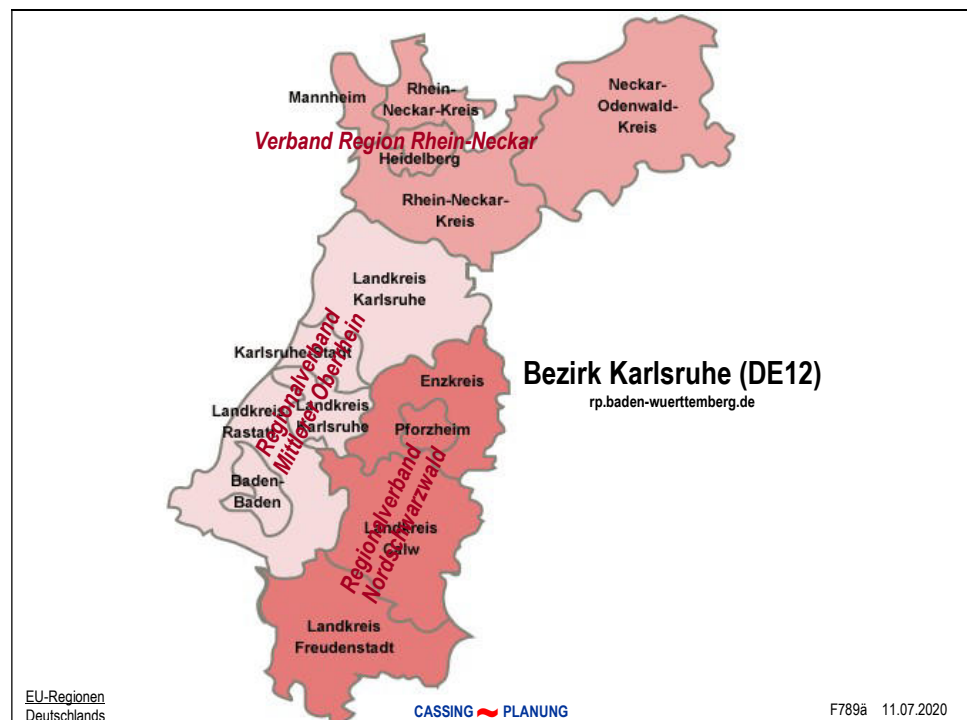 Mannheim
Rhein-
Neckar-Kreis
Neckar-
Odenwald-
Kreis
Verband Region Rhein-Neckar
Heidelberg
Rhein-Neckar-
Kreis
Landkreis
Karlsruhe
Karlsruhe-Stadt
Regionalverband
Mittlerer Oberrhein
Landkreis
Rastatt
Landkreis
Karlsruhe
Enzkreis
Pforzheim
Bezirk Karlsruhe (DE12)
rp.baden-wuerttemberg.de
Baden-
Baden
Regionalverband
Nordschwarzwald
Landkreis
Calw
Landkreis
Freudenstadt
EU-Regionen
Deutschlands
CASSING PLANUNG
F789ä 11.07.2020